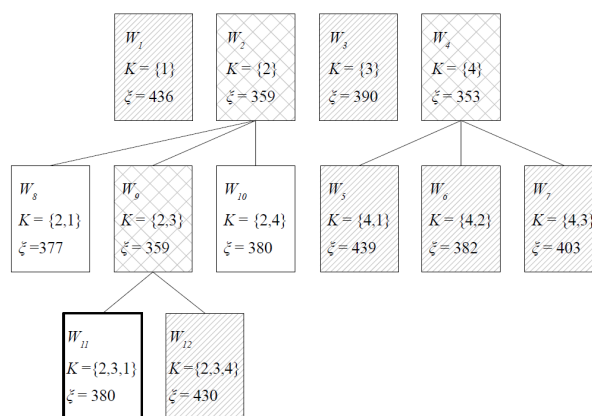 W1
K = {1}
ξ = 436
W2
K = {2}
ξ = 359
W3
K = {3}
ξ = 390
W4
K = {4}
ξ = 353
W8
K = {2,1}
ξ =377
W9
K = {2,3}
ξ = 359
W10
K = {2,4}
ξ = 380
W5
K = {4,1}
ξ = 439
W6
K = {4,2}
ξ = 382
W7
K = {4,3}
ξ = 403
W11
K={2,3,1}
ξ = 380
W12
K={2,3,4}
ξ = 430